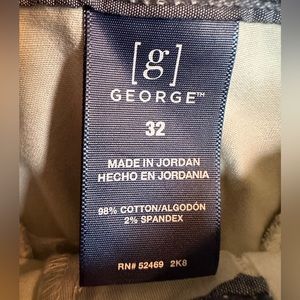 [g]
GEORGE™
32
MADE IN JORDAN
HECHO EN JORDANIA
98% COTTON/ALGODÓN
2% SPANDEX
RN# 52469 2K8